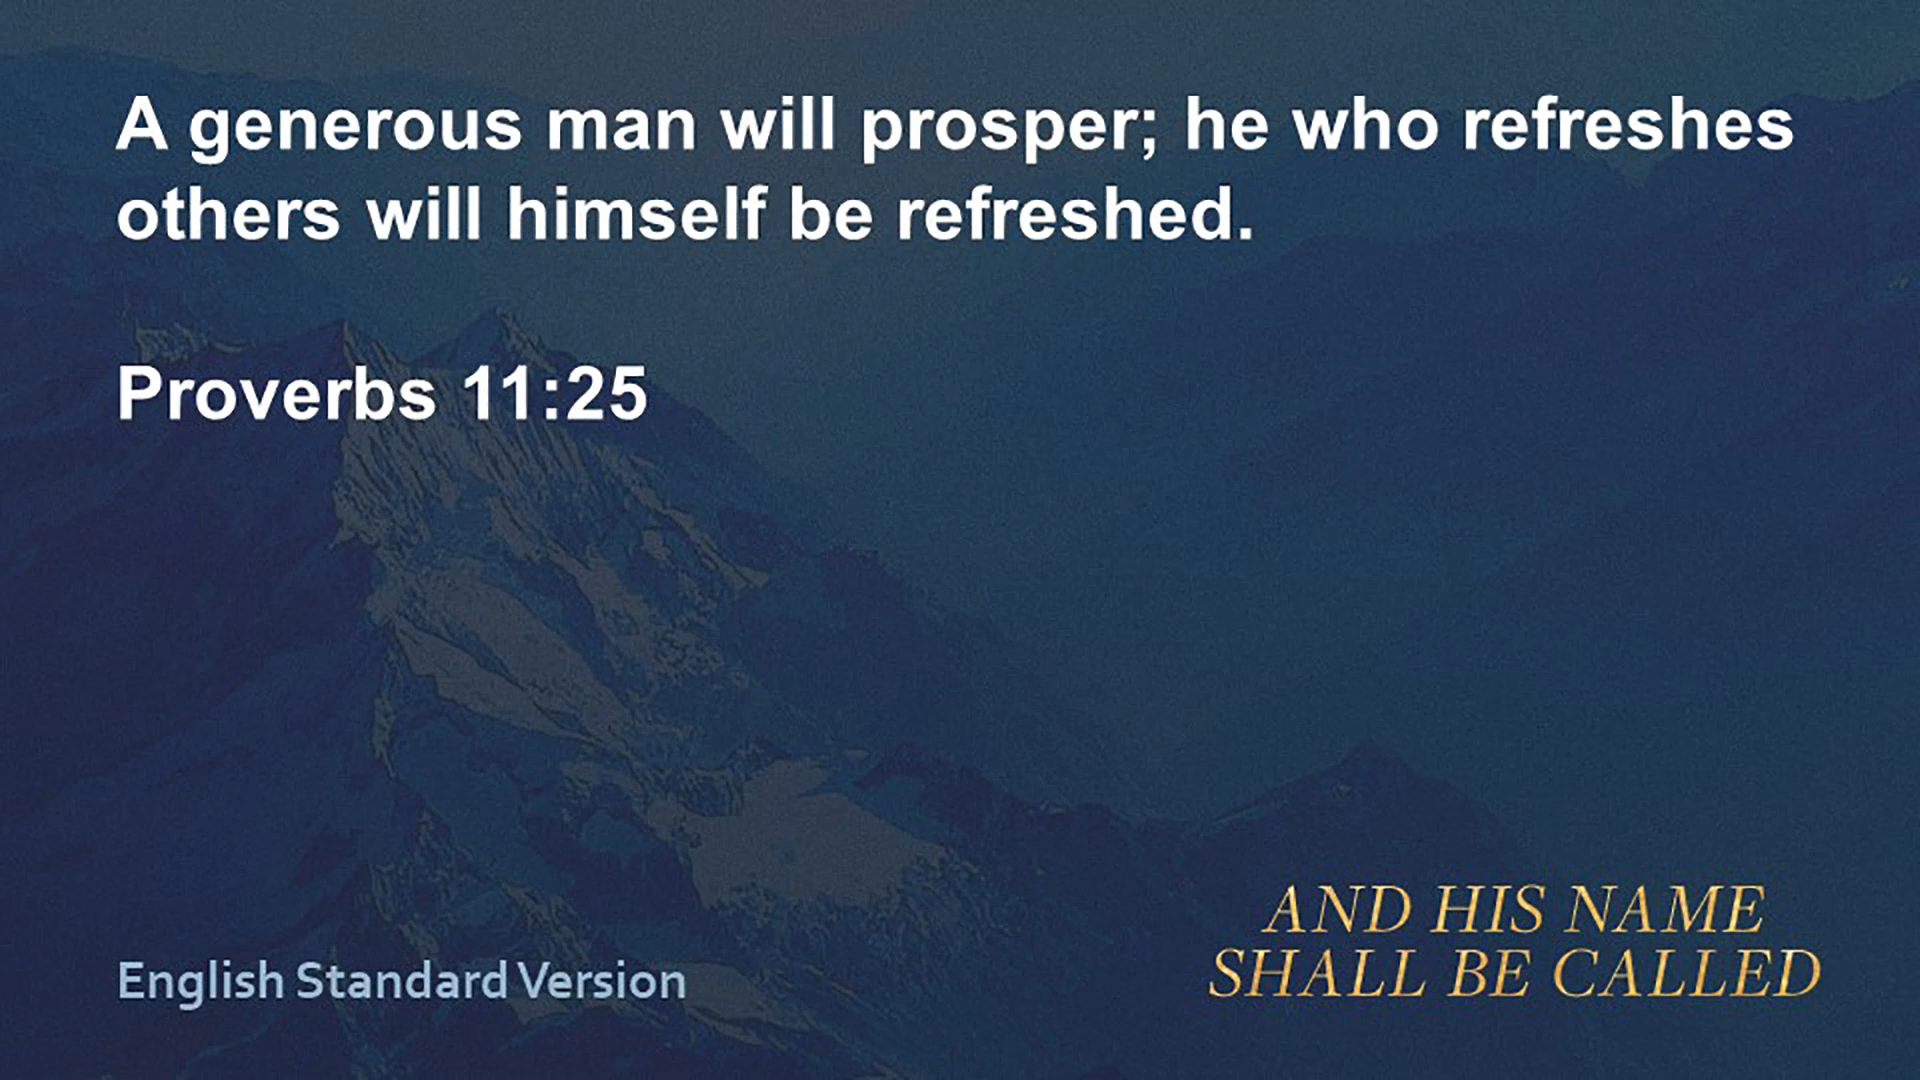 A generous man will prosper; he who refreshes
others will himself be refreshed.
Proverbs 11:25
English Standard Version
AND HIS NAME
SHALL BE CALLED